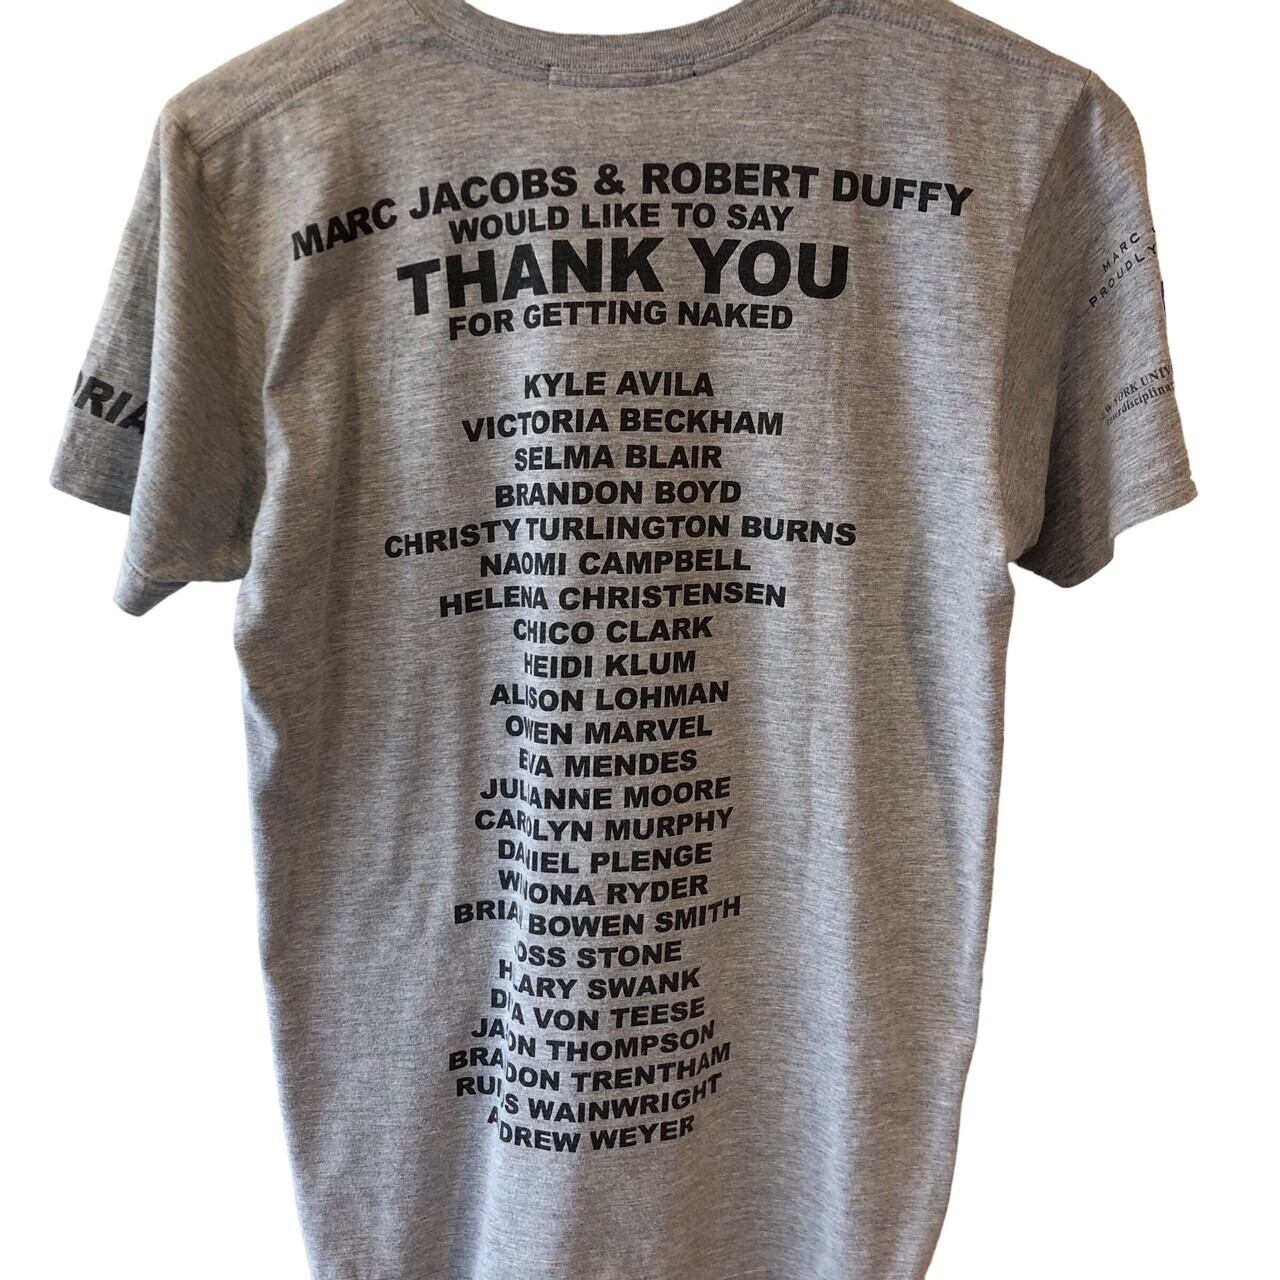 MARC JACOBS & ROBERT DUFFY
WOULD LIKE TO SAY
THANK YOU
FOR GETTING NAKED
KYLE AVILA
VICTORIA BECKHAM
SELMA BLAIR
BRANDON BOYD
CHRISTY TURLINGTON BURNS
NAOMI CAMPBELL
HELENA CHRISTENSEN
CHICO CLARK
HEIDI KLUM
ALISON LOHMAN
OWEN MARVEL
EVA MENDES
JULIANNE MOORE
CAROLYN MURPHY
DANIEL PLENGE
WINONA RYDER
BRIAN BOWEN SMITH
JOSS STONE
HILARY SWANK
DITA VON TEESE
JASON THOMPSON
BRANDON TRENTHAM
RUFUS WAINWRIGHT
ANDREW WEYER
MARC
PROUDLY
YORK